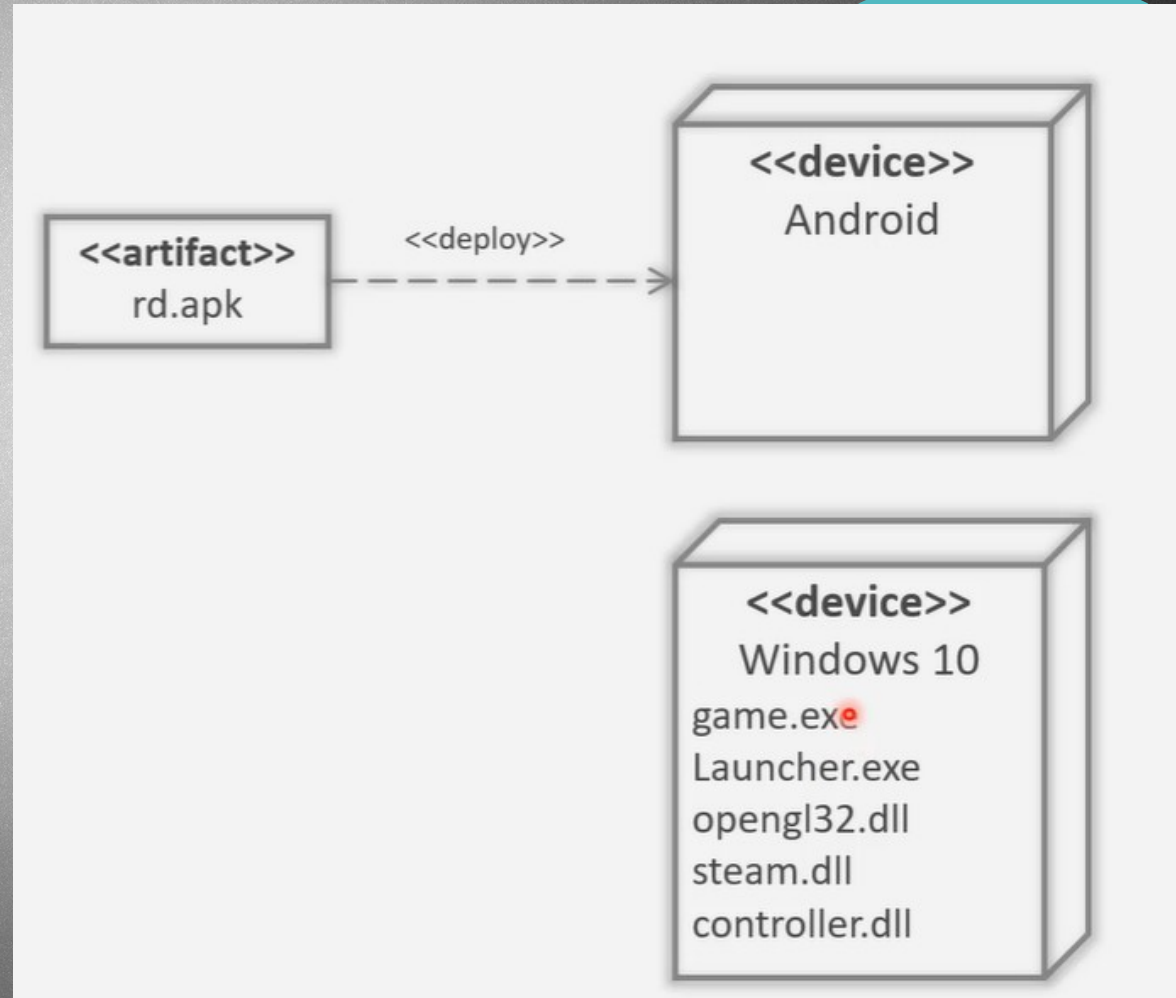 <<device>>
Android
<<artifact>>
rd.apk
<<deploy>>
<<device>>
Windows 10
game.exe
Launcher.exe
opengl32.dll
steam.dll
controller.dll